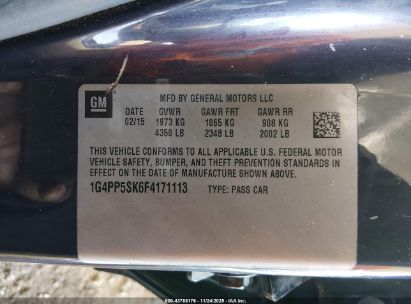 GM
MFD BY GENERAL MOTORS LLC
DATE GVWR GAWR FRT GAWR RR
02/15 1973 KG 1065 KG 908 KG
4350 LB 2348 LB 2002 LB
THIS VEHICLE CONFORMS TO ALL APPLICABLE U.S. FEDERAL MOTOR
VEHICLE SAFETY, BUMPER, AND THEFT PREVENTION STANDARDS IN
EFFECT ON THE DATE OF MANUFACTURE SHOWN ABOVE.
1G4PP5SK6F4171113 TYPE: PASS CAR